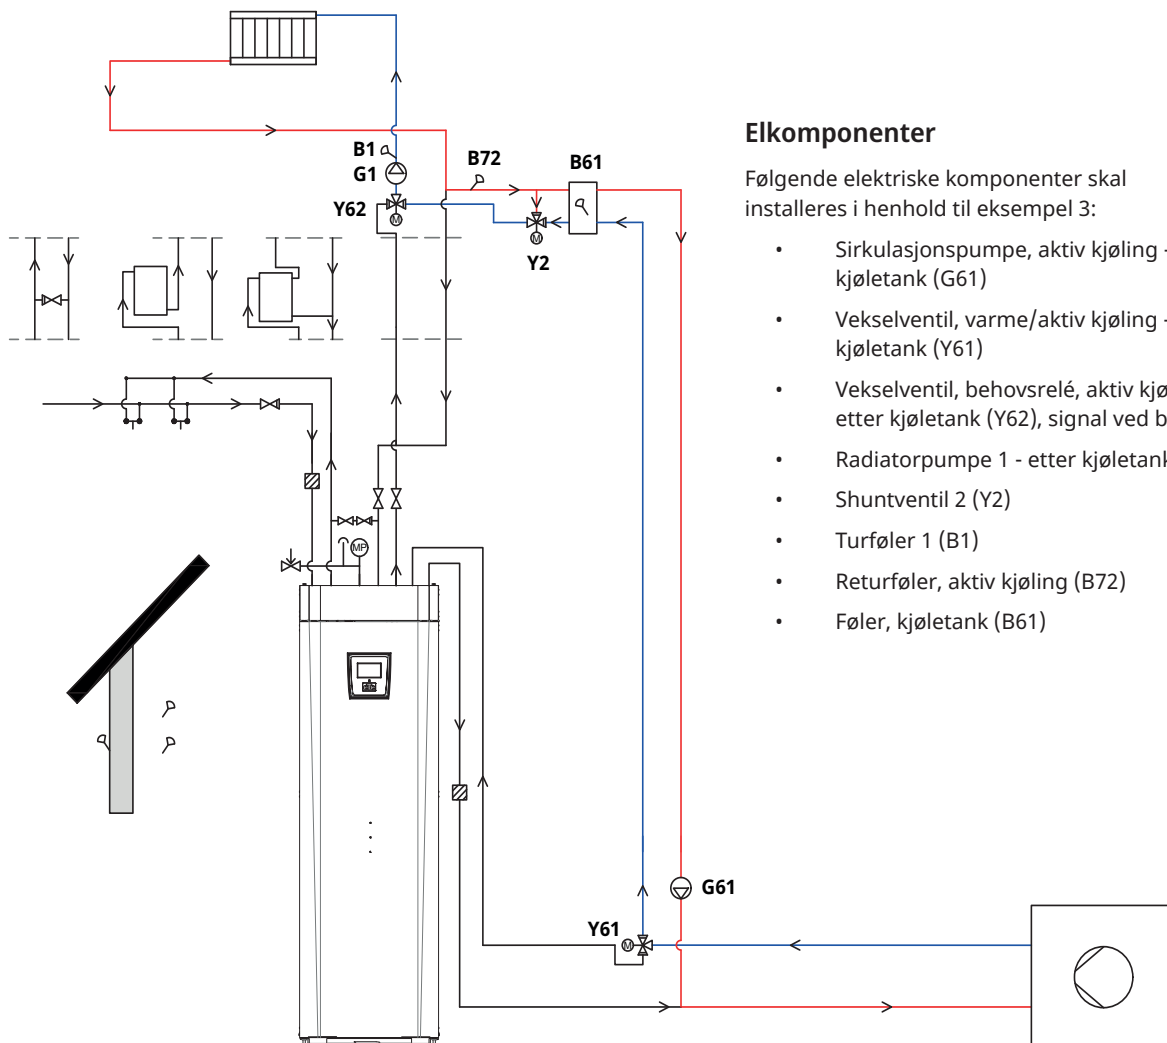 B1
G1
B72
B61
Y62
M
M
Y2
MP
G61
Y61
M
Elkomponenter
Følgende elektriske komponenter skal
installeres i henhold til eksempel 3:
• Sirkulasjonspumpe, aktiv kjøling -
kjøletank (G61)
• Vekselventil, varme/aktiv kjøling -
kjøletank (Y61)
• Vekselventil, behovsrelé, aktiv
etter kjøletank (Y62), signal ved
• Radiatorpumpe 1 - etter
• Shuntventil 2 (Y2)
• Turføler 1 (B1)
• Returføler, aktiv kjøling (B72)
• Føler, kjøletank (B61)